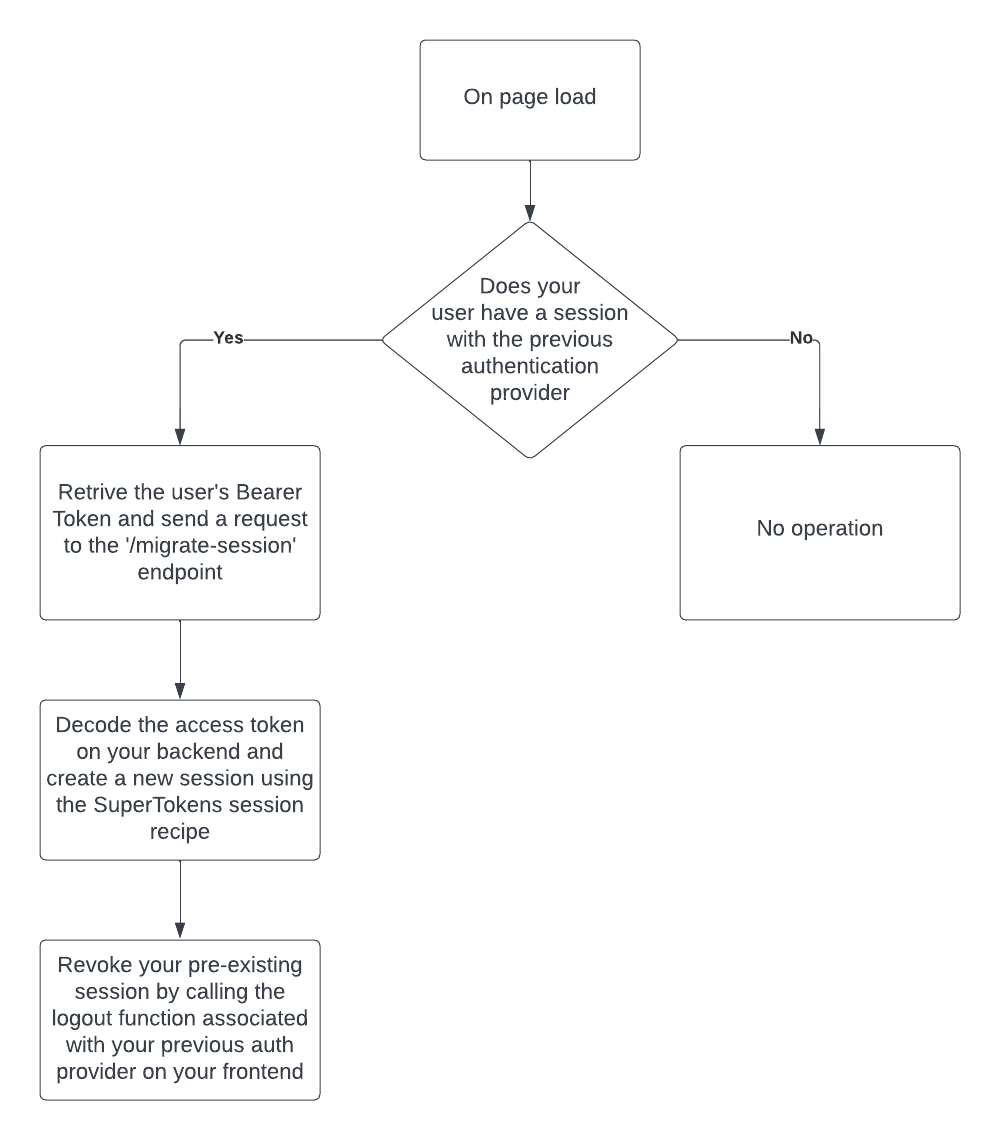 On page load
Does your
user have a session
with the previous
authentication
provider
Yes
No
Retrive the user's Bearer
Token and send a request
to the '/migrate-session'
endpoint
No operation
Decode the access token
on your backend and
create a new session using
the SuperTokens session
recipe
Revoke your pre-existing
session by calling the
logout function associated
with your previous auth
provider on your frontend